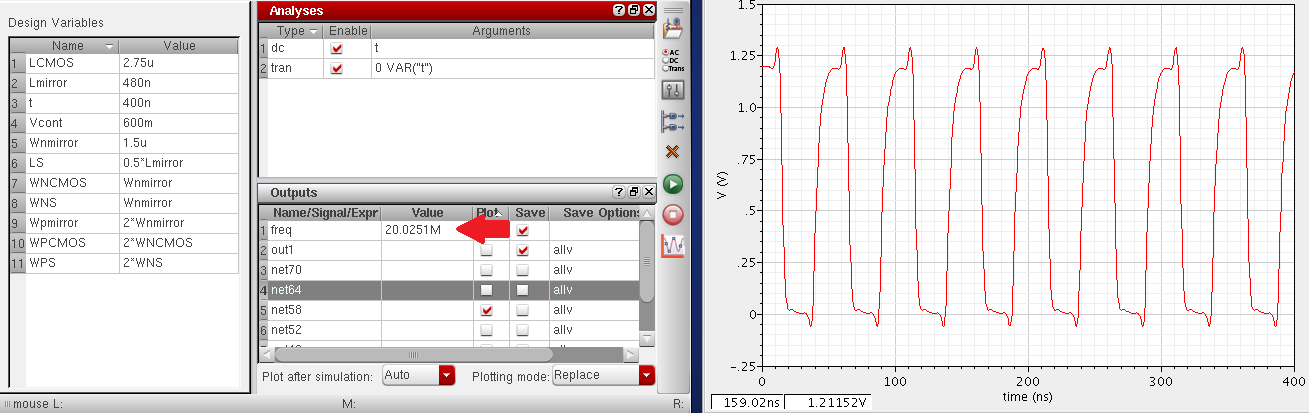 Design Variables
Name Value
1 LCMOS 2.75u
2 Lmirror 480n
3 t 400n
4 Vcont 600m
5 Wnmirror 1.5u
6 LS 0.5*Lmirror
7 WNCMOS Wnmirror
8 WNS Wnmirror
9 Wpmirror 2*Wnmirror
10 WPCMOS 2*WNCMOS
11 WPS 2*WNS
Analyses
Type Enable Arguments
1 dc t
2 tran 0 VAR("t")
AC
DC
Trans
Outputs
Name/Signal/Expr Value Plot Save Save Options
1 freq 20.0251M
2 out1 allv
3 net70 allv
4 net64 allv
5 net58 allv
6 net52 allv
Plot after simulation: Auto Plotting mode: Replace
mouse L: M: R:
1.5
1.25
1.0
.75
.5
.25
0
-.25
V (V)
0 100 200 300 400
time (ns)
159.02ns 1.21152V